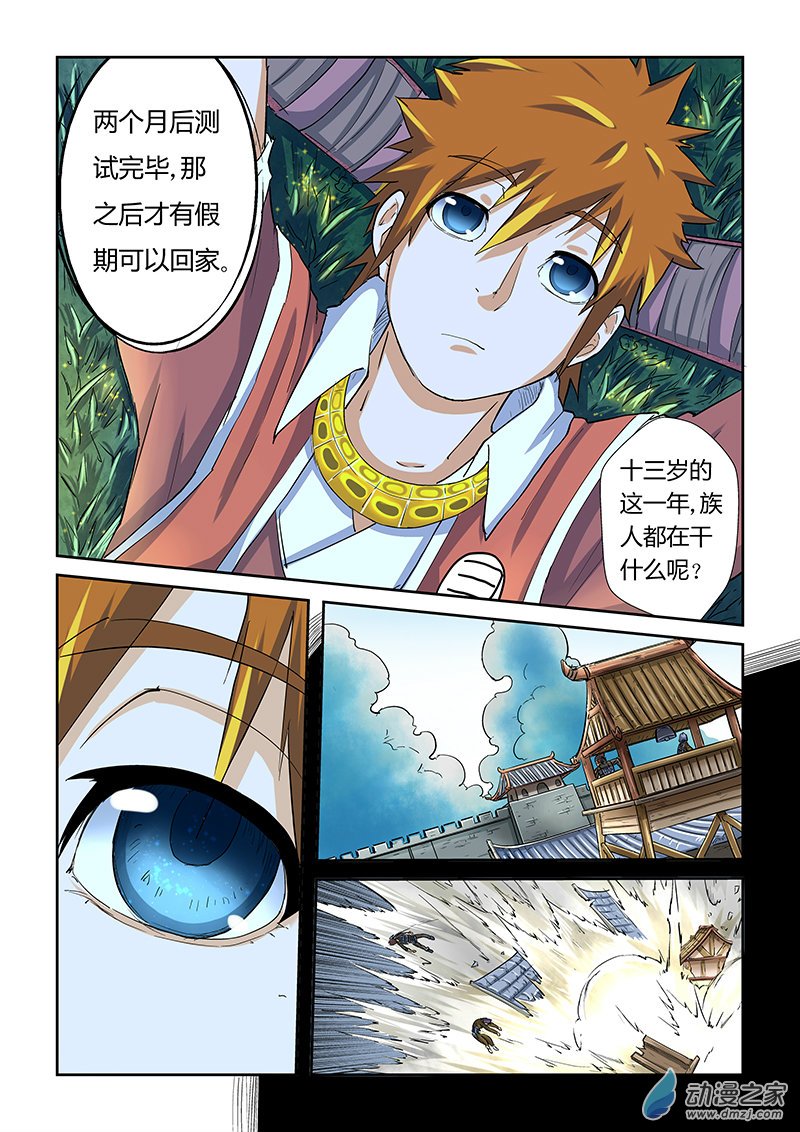 两个月后测
试完毕,那
之后才有假
期可以回家。
十三岁的
这一年,族
人都在干
什么呢?
动漫之家
www.dmzj.com